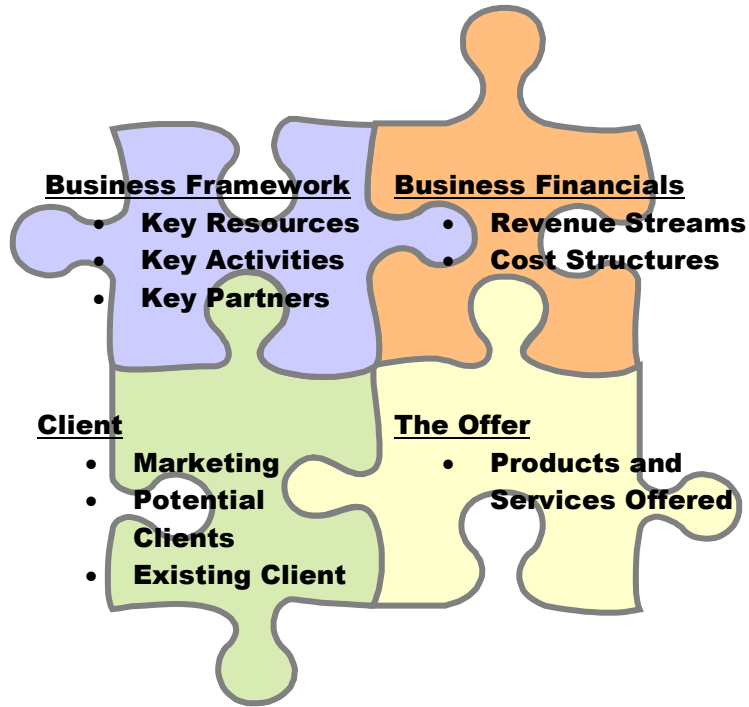 Business Framework
• Key Resources
• Key Activities
• Key Partners
Business Financials
• Revenue Streams
• Cost Structures
Client
• Marketing
• Potential
Clients
• Existing Client
The Offer
• Products and
Services Offered